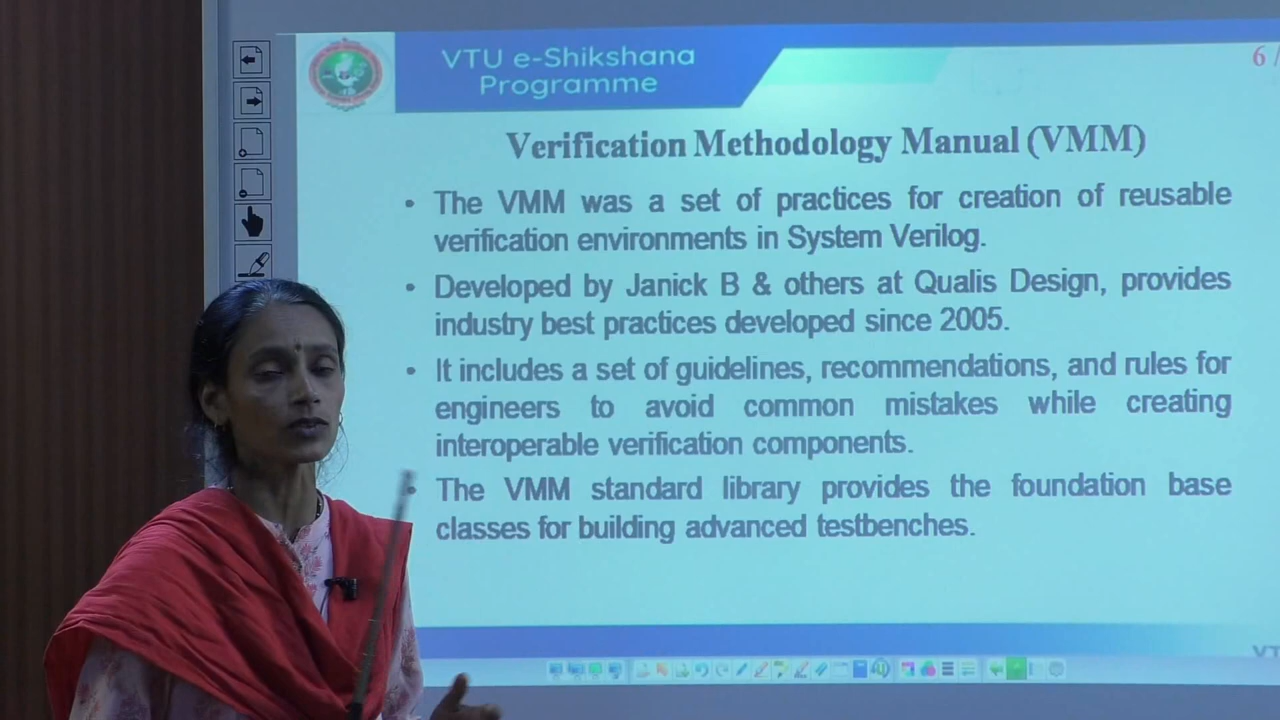 VTU e-Shikshana
Programme
6 /
Verification Methodology Manual (VMM)
• The VMM was a set of practices for creation of reusable
verification environments in System Verilog.
• Developed by Janick B & others at Qualis Design, provides
industry best practices developed since 2005.
• It includes a set of guidelines, recommendations, and rules for
engineers to avoid common mistakes while creating
interoperable verification components.
• The VMM standard library provides the foundation base
classes for building advanced testbenches.
VT